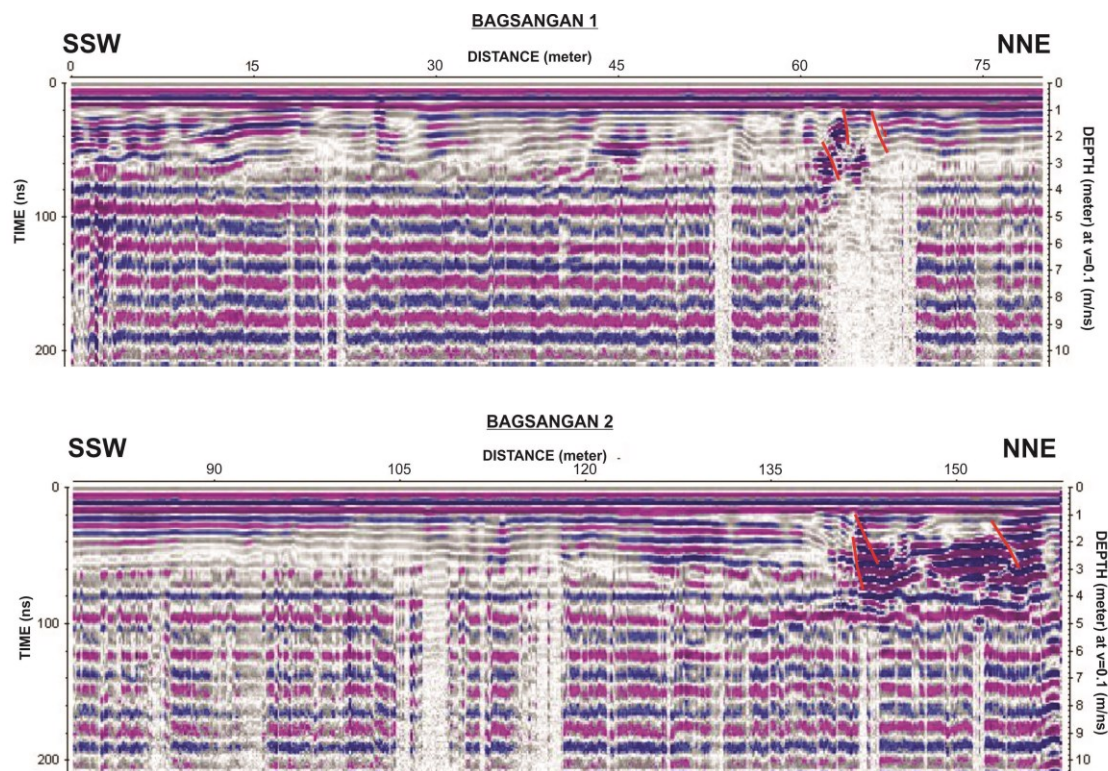 BAGSANGAN 1
SSW
DISTANCE (meter)
NNE
0 15 30 45 60 75
TIME (ns)
0
100
200
DEPTH (meter) at v=0.1 (m/ns)
0
1
2
3
4
5
6
7
8
9
10
BAGSANGAN 2
SSW
DISTANCE (meter)
NNE
90 105 120 135 150
TIME (ns)
0
100
200
DEPTH (meter) at v=0.1 (m/ns)
0
1
2
3
4
5
6
7
8
9
10